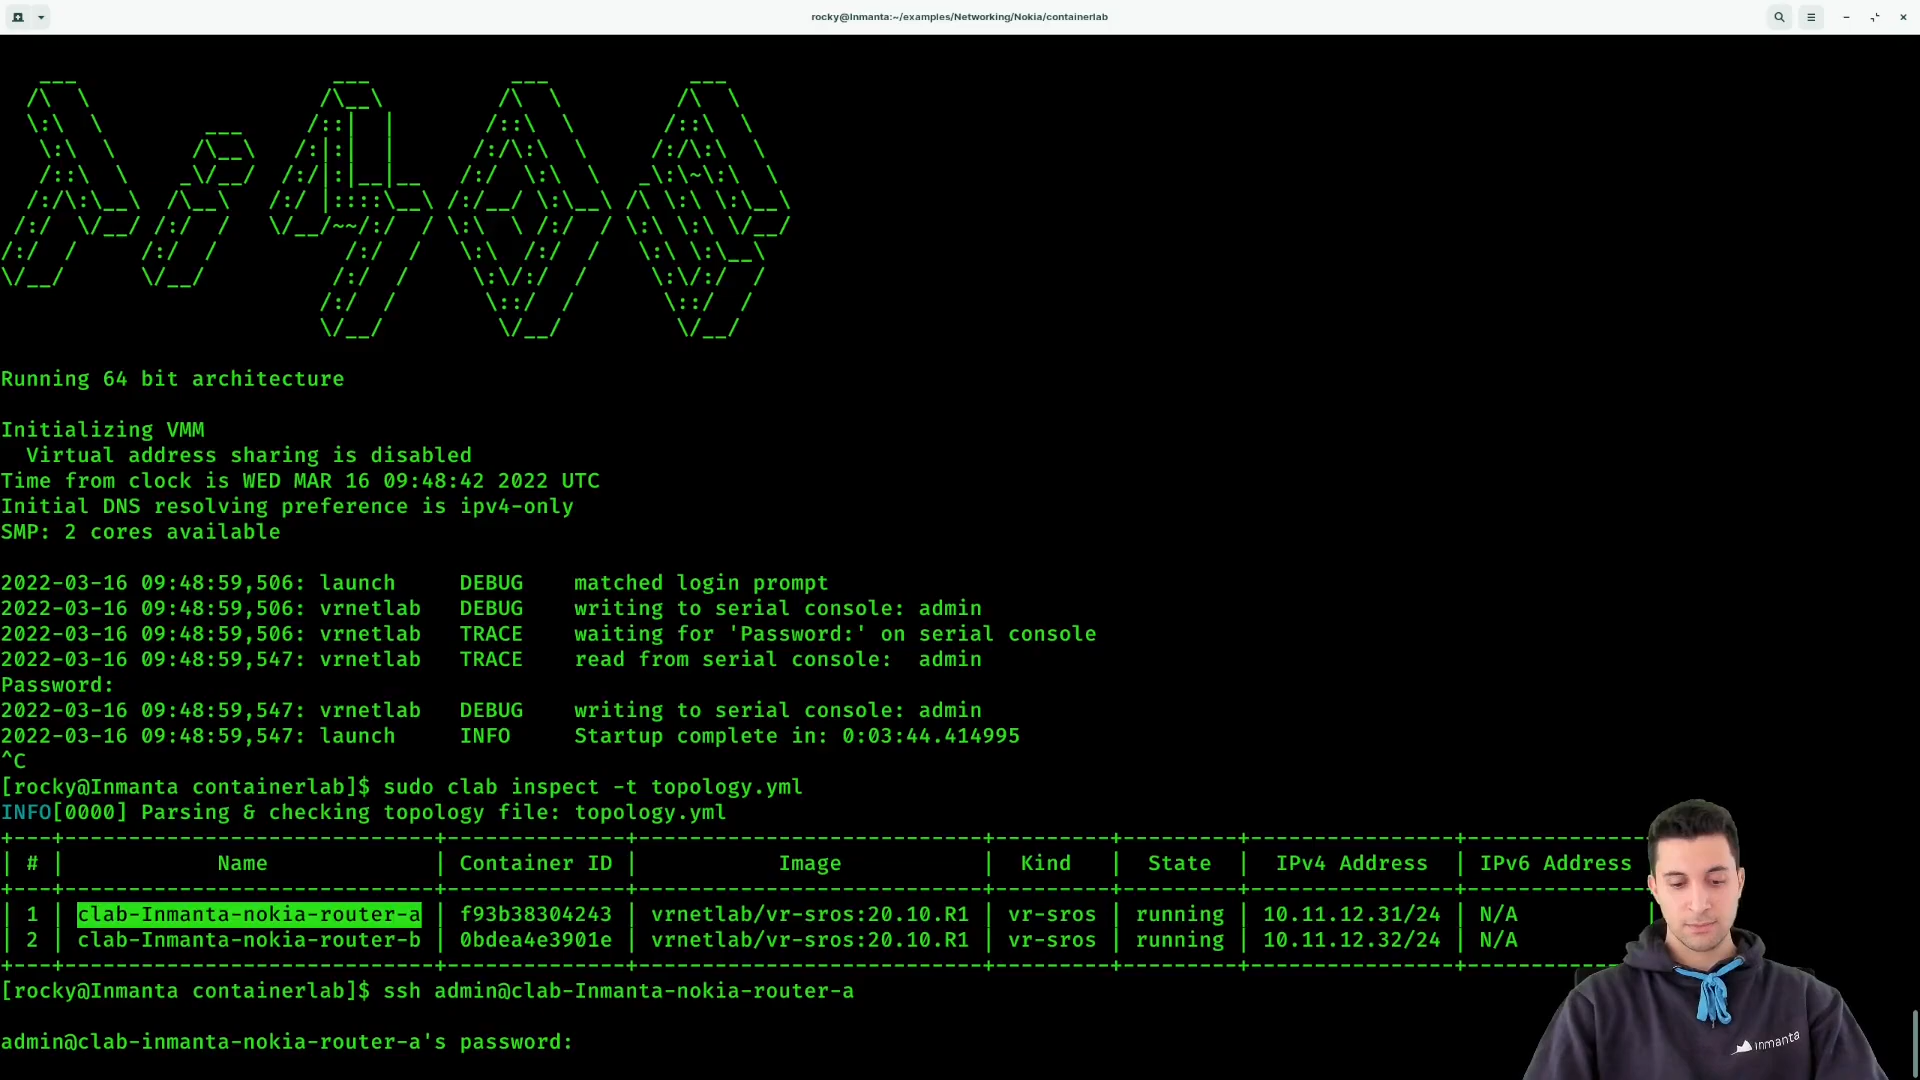 rocky@Inmanta:~/examples/Networking/Nokia/containerlab
Running 64 bit architecture
Initializing VMM
Virtual address sharing is disabled
Time from clock is WED MAR 16 09:48:42 2022 UTC
Initial DNS resolving preference is ipv4-only
SMP: 2 cores available
2022-03-16 09:48:59,506: launch DEBUG matched login prompt
2022-03-16 09:48:59,506: vrnetlab DEBUG writing to serial console: admin
2022-03-16 09:48:59,506: vrnetlab TRACE waiting for 'Password:' on serial console
2022-03-16 09:48:59,547: vrnetlab TRACE read from serial console: admin
Password:
2022-03-16 09:48:59,547: vrnetlab DEBUG writing to serial console: admin
2022-03-16 09:48:59,547: launch INFO Startup complete in: 0:03:44.414995
^C
[rocky@Inmanta containerlab]$ sudo clab inspect -t topology.yml
INFO[0000] Parsing & checking topology file: topology.yml
| # | Name | Container ID | Image | Kind | State | IPv4 Address | IPv6 Address
| 1 | clab-Inmanta-nokia-router-a | f93b38304243 | vrnetlab/vr-sros:20.10.R1 | vr-sros | running | 10.11.12.31/24 | N/A |
| 2 | clab-Inmanta-nokia-router-b | 0bdea4e3901e | vrnetlab/vr-sros:20.10.R1 | vr-sros | running | 10.11.12.32/24 | N/A
[rocky@Inmanta containerlab]$ ssh admin@clab-Inmanta-nokia-router-a
admin@clab-inmanta-nokia-router-a's password:
inmanta